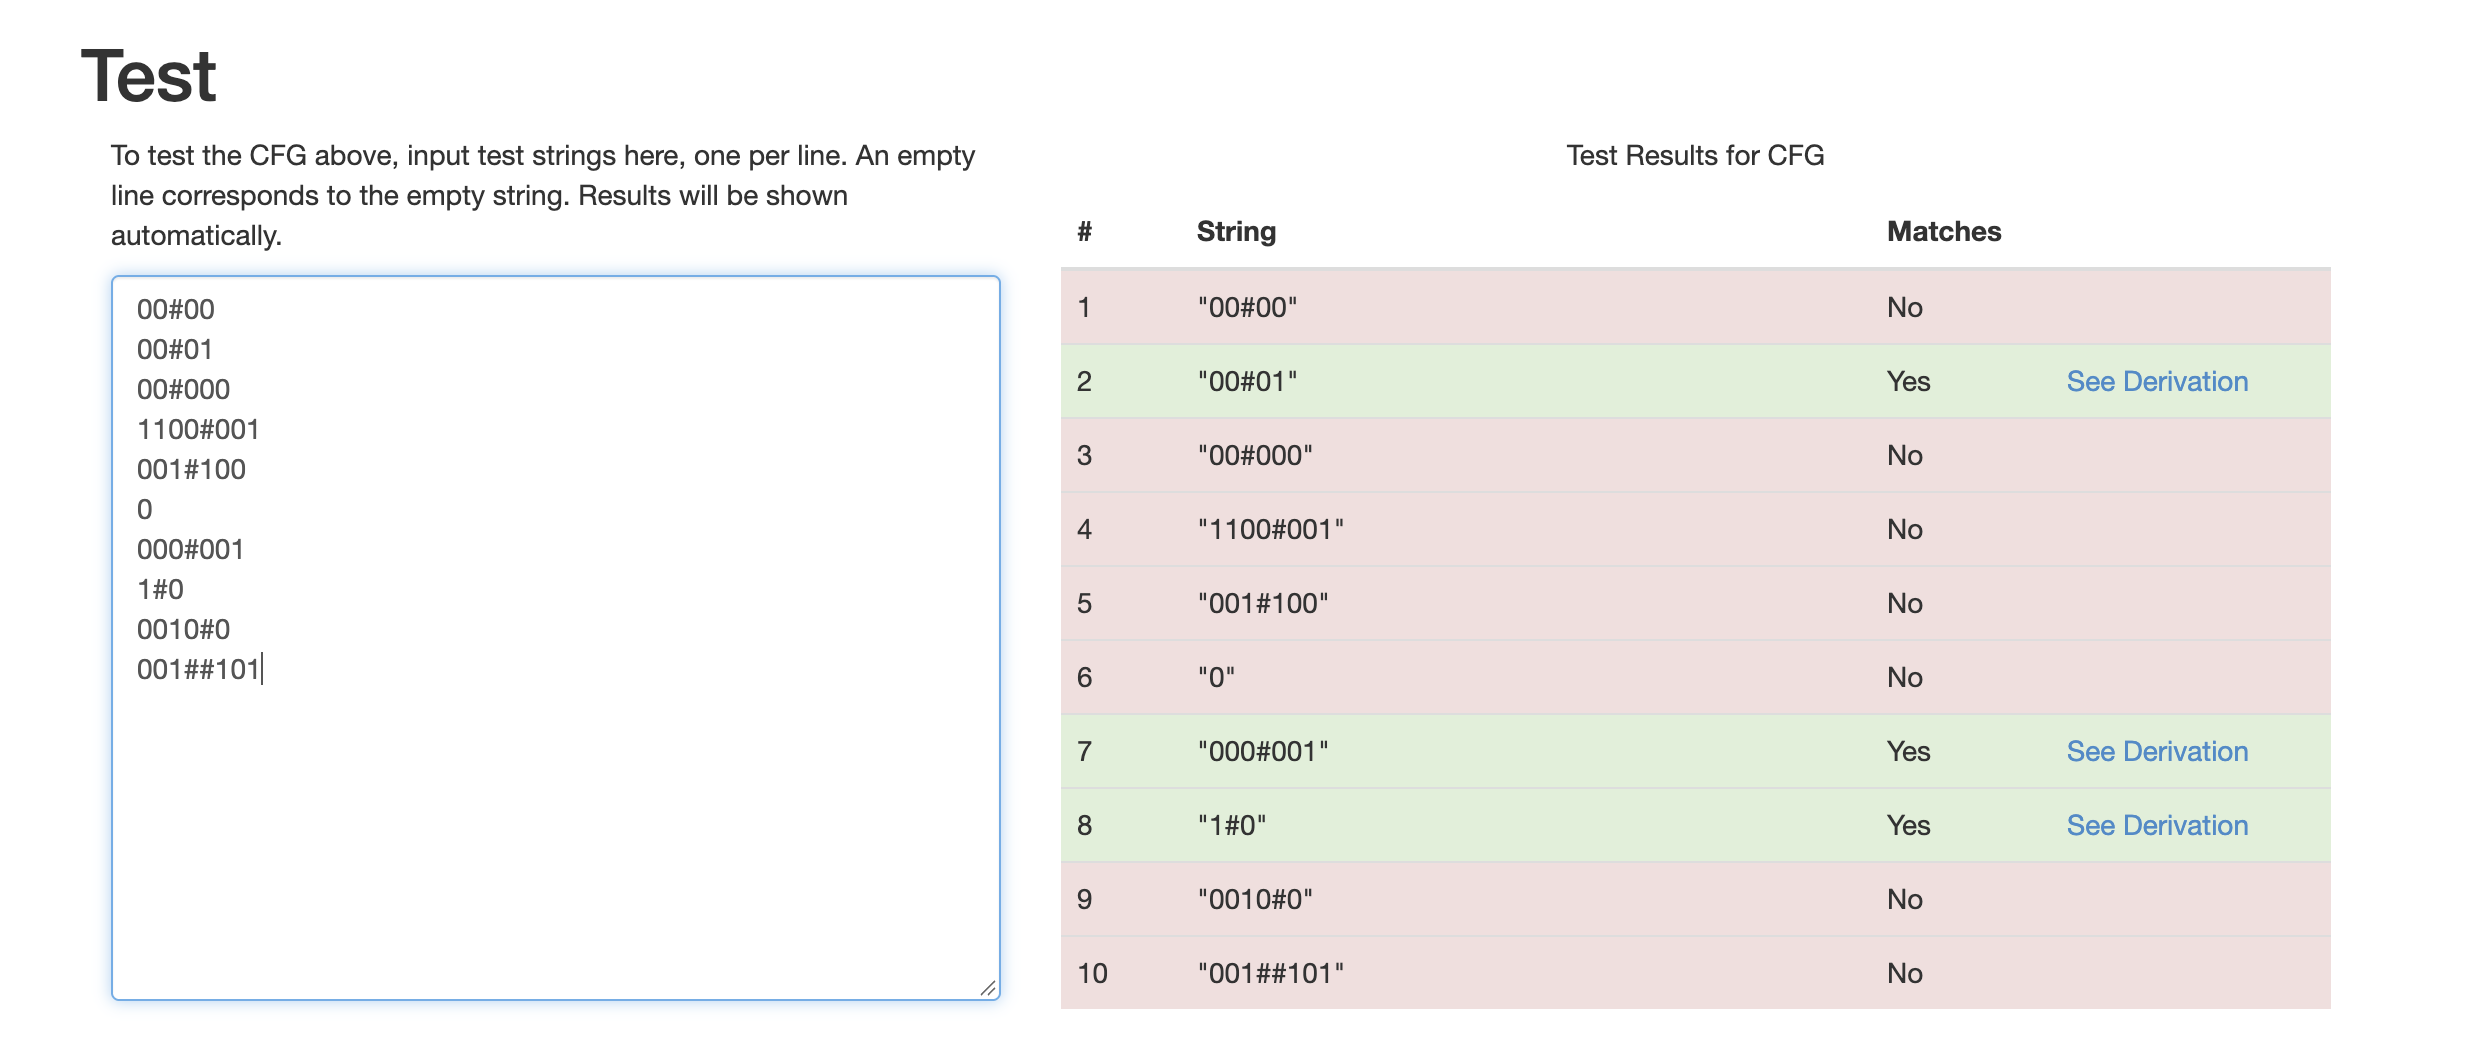 Test
To test the CFG above, input test strings here, one per line. An empty
line corresponds to the empty string. Results will be shown
automatically.
00#00
00#01
00#000
1100#001
001#100
0
000#001
1#0
0010#0
001##101
Test Results for CFG
# String Matches
1 "00#00" No
2 "00#01" Yes See Derivation
3 "00#000" No
4 "1100#001" No
5 "001#100" No
6 "0" No
7 "000#001" Yes See Derivation
8 "1#0" Yes See Derivation
9 "0010#0" No
10 "001##101" No